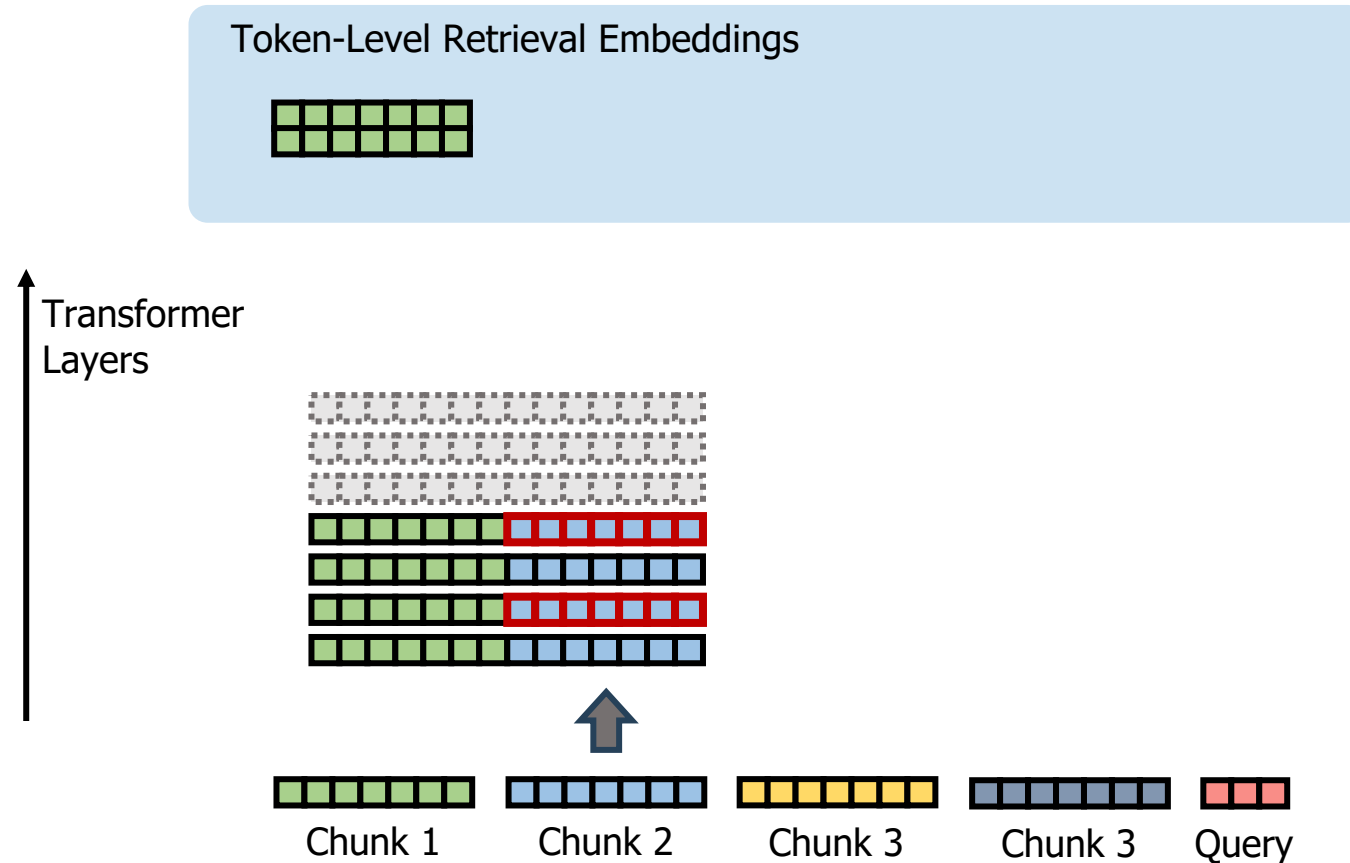 Token-Level Retrieval Embeddings
Transformer
Layers
Chunk 1
Chunk 2
Chunk 3
Chunk 3
Query